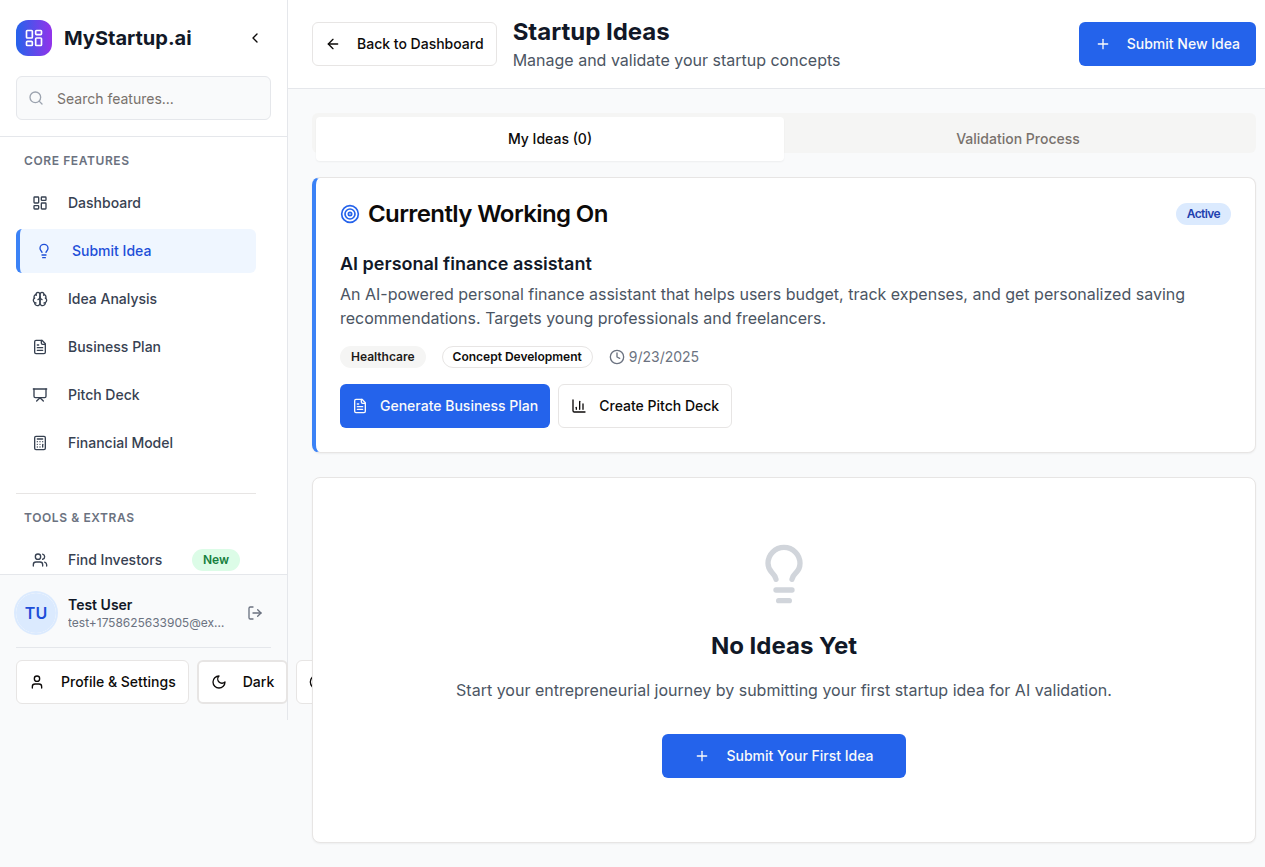 MyStartup.ai
Search features...
CORE FEATURES
Dashboard
Submit Idea
Idea Analysis
Business Plan
Pitch Deck
Financial Model
TOOLS & EXTRAS
Find Investors New
TU
Test User
test+1758625633905@ex...
Profile & Settings Dark
Back to Dashboard
Startup Ideas
Manage and validate your startup concepts
Submit New Idea
My Ideas (0) Validation Process
Currently Working On Active
AI personal finance assistant
An AI-powered personal finance assistant that helps users budget, track expenses, and get personalized saving
recommendations. Targets young professionals and freelancers.
Healthcare Concept Development 9/23/2025
Generate Business Plan Create Pitch Deck
No Ideas Yet
Start your entrepreneurial journey by submitting your first startup idea for AI validation.
Submit Your First Idea